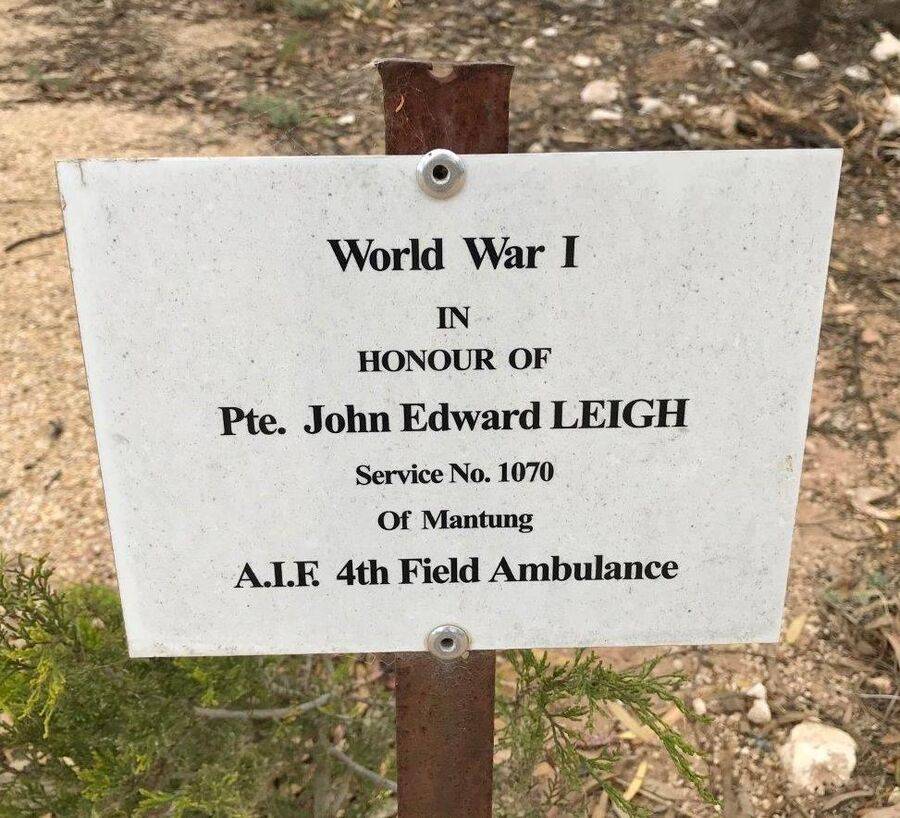 World War I
IN
HONOUR OF
Pte. John Edward LEIGH
Service No. 1070
Of Mantung
A.I.F. 4th Field Ambulance